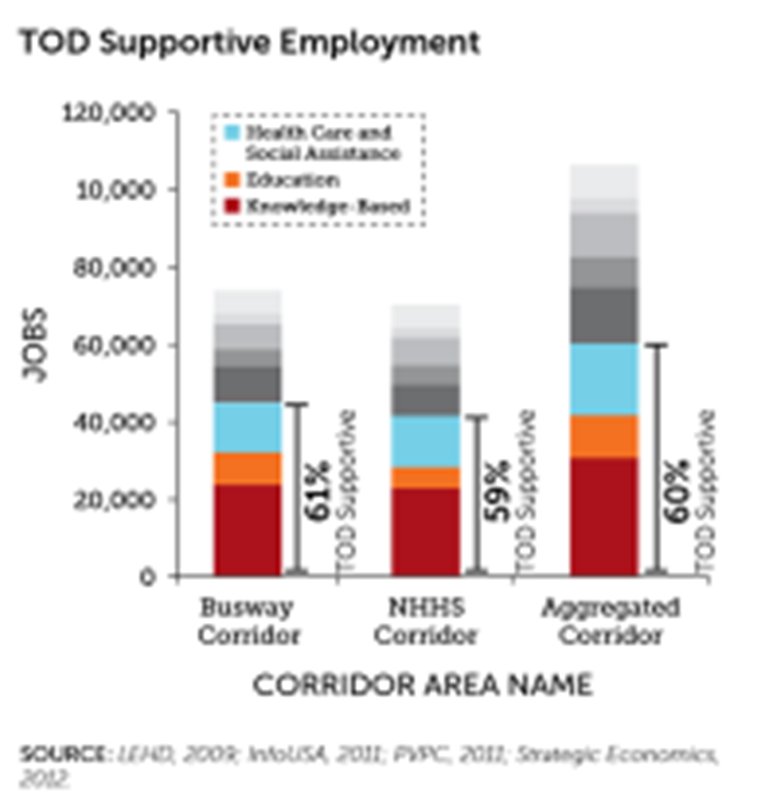 TOD Supportive Employment
120,000
10,000
80,000
60,000
40,000
20,000
0
JOBS
Health Care and
Social Assistance
Education
Knowledge-Based
61%
TOD Supportive
59%
TOD Supportive
60%
TOD Supportive
Busway
Corridor
NHHS
Corridor
Aggregated
Corridor
CORRIDOR AREA NAME
SOURCE: LEHD, 2009; InfoUSA, 2011; PVPC, 2011; Strategic Economics,
2012.